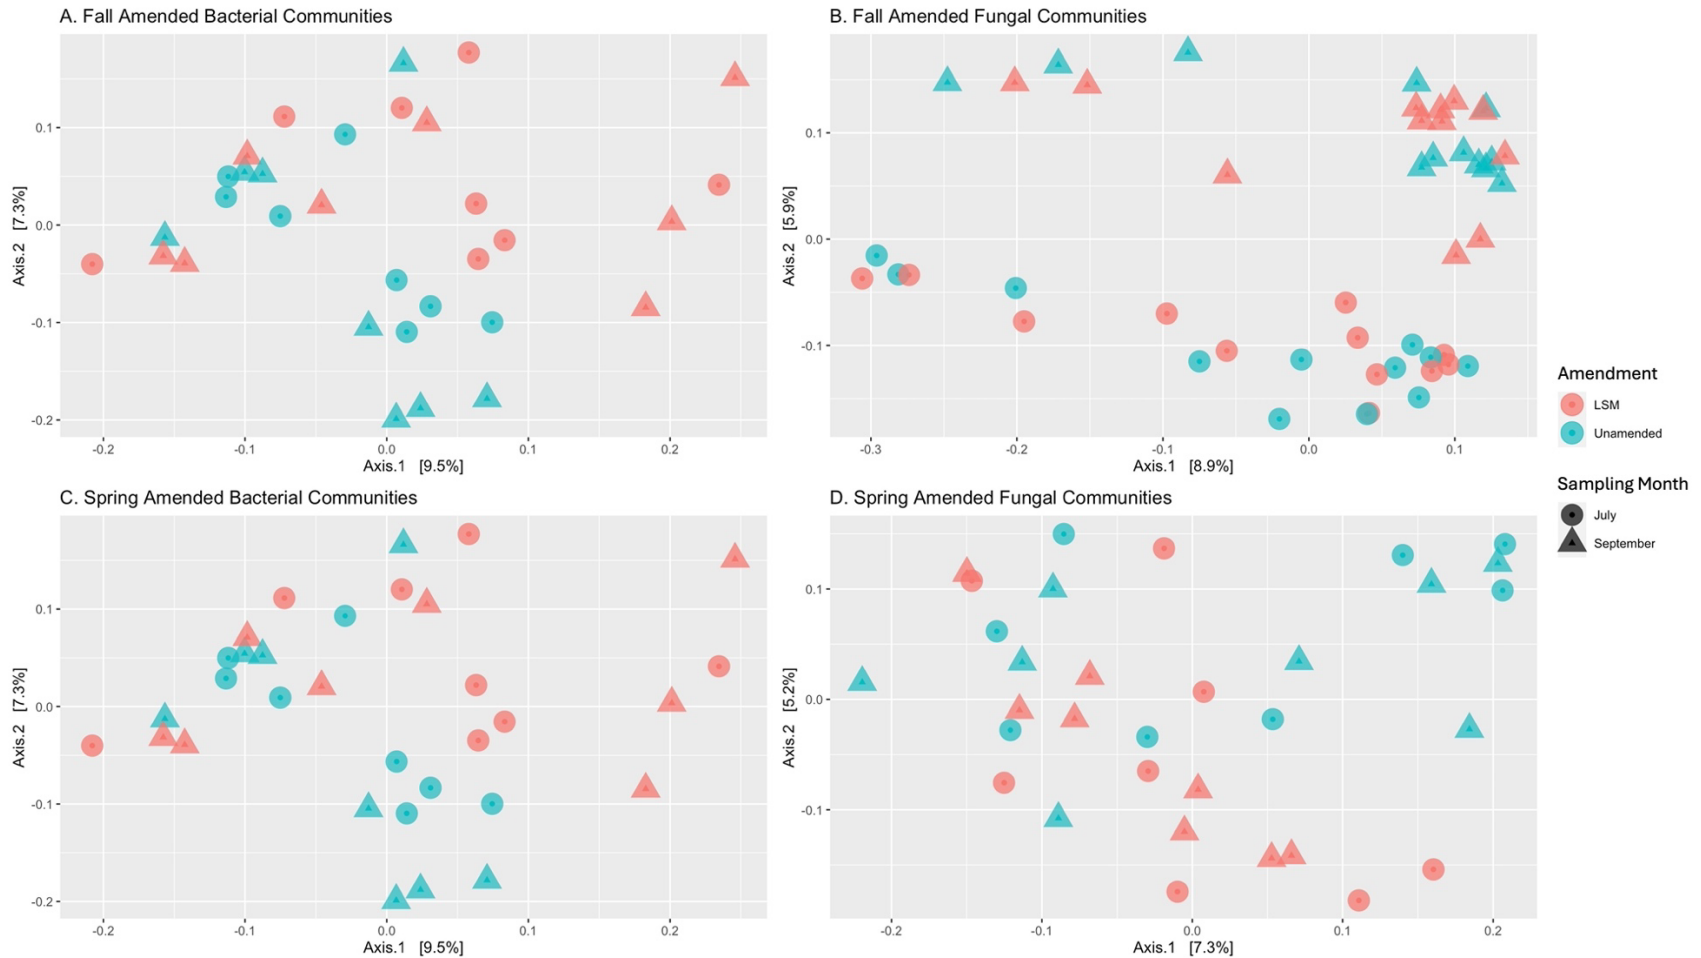 A. Fall Amended Bacterial Communities
0.1
0.0
-0.1
-0.2
Axis.2 [7.3%]
-0.2 -0.1 0.0 0.1 0.2
Axis.1 [9.5%]
B. Fall Amended Fungal Communities
0.1
0.0
-0.1
Axis.2 [5.9%]
-0.3 -0.2 -0.1 0.0 0.1
Axis.1 [8.9%]
C. Spring Amended Bacterial Communities
0.1
0.0
-0.1
-0.2
Axis.2 [7.3%]
-0.2 -0.1 0.0 0.1 0.2
Axis.1 [9.5%]
D. Spring Amended Fungal Communities
0.1
0.0
-0.1
Axis.2 [5.2%]
-0.2 -0.1 0.0 0.1 0.2
Axis.1 [7.3%]
Amendment
LSM
Unamended
Sampling Month
July
September